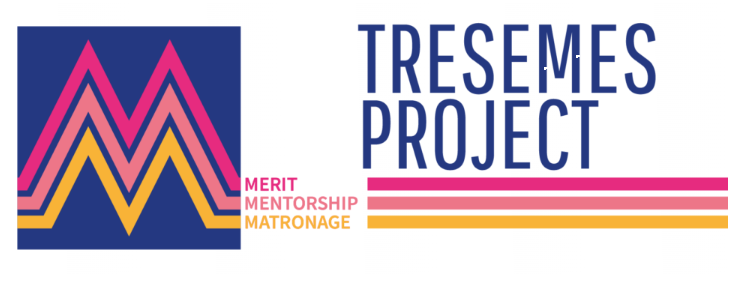 TRESEMES
PROJECT
MERIT
MENTORSHIP
MATRONAGE